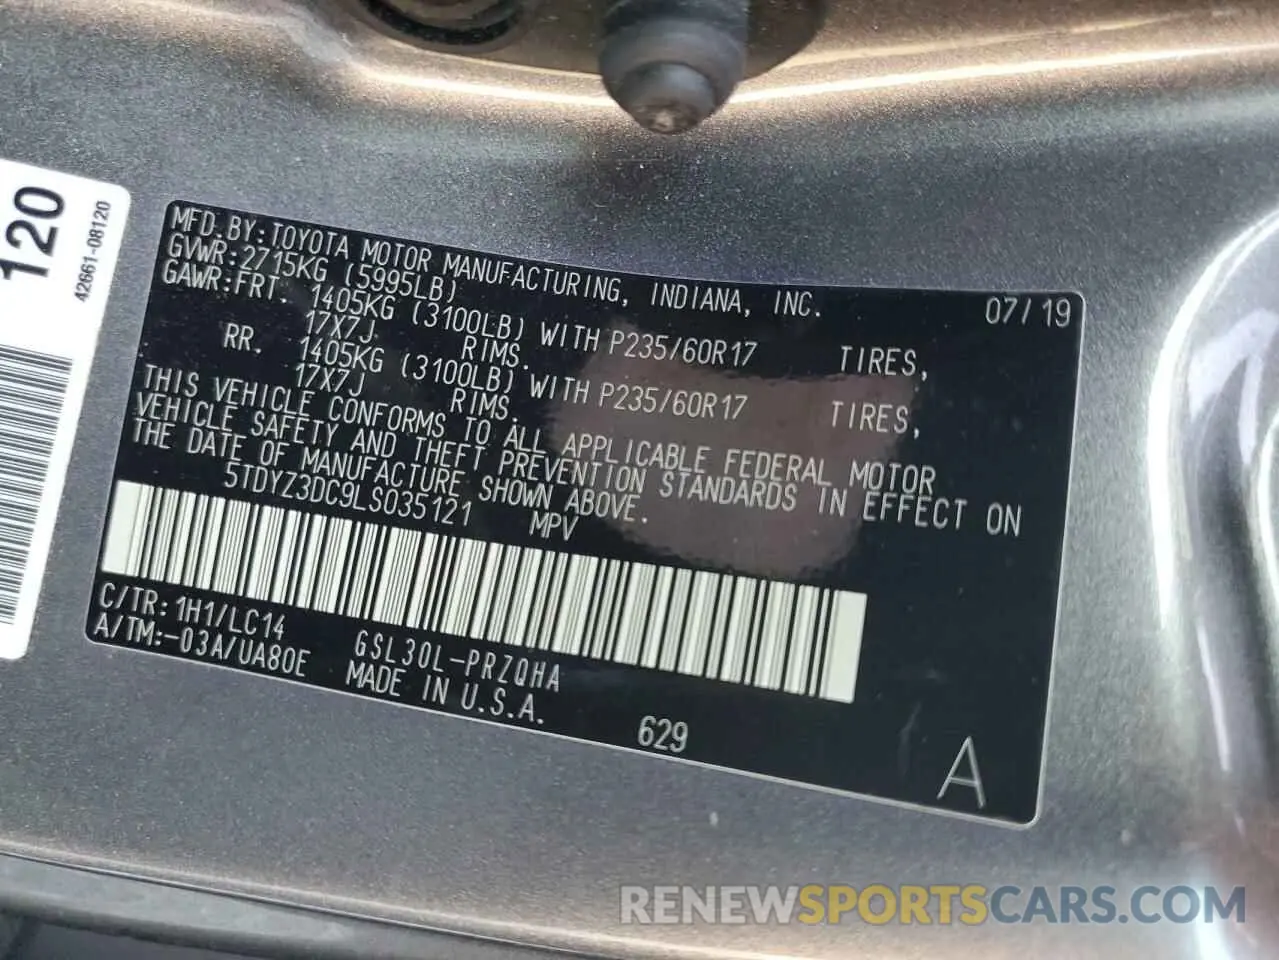 120
42661-08120
MFD. BY: TOYOTA MOTOR MANUFACTURING, INDIANA, INC. 07/19
GVWR: 2715KG (5995LB)
GAWR: FRT. 1405KG (3100LB) WITH P235/60R17 TIRES,
17X7J RIMS.
RR. 1405KG (3100LB) WITH P235/60R17 TIRES,
17X7J RIMS.
THIS VEHICLE CONFORMS TO ALL APPLICABLE FEDERAL MOTOR
VEHICLE SAFETY AND THEFT PREVENTION STANDARDS IN EFFECT ON
THE DATE OF MANUFACTURE SHOWN ABOVE.
5TDYZ3DC9LS035121 MPV
C/TR: 1H1/LC14 GSL30L-PRZQHA
A/TM:-03A/UA80E MADE IN U.S.A.
629
A
RENEWSPORTSCARS.COM